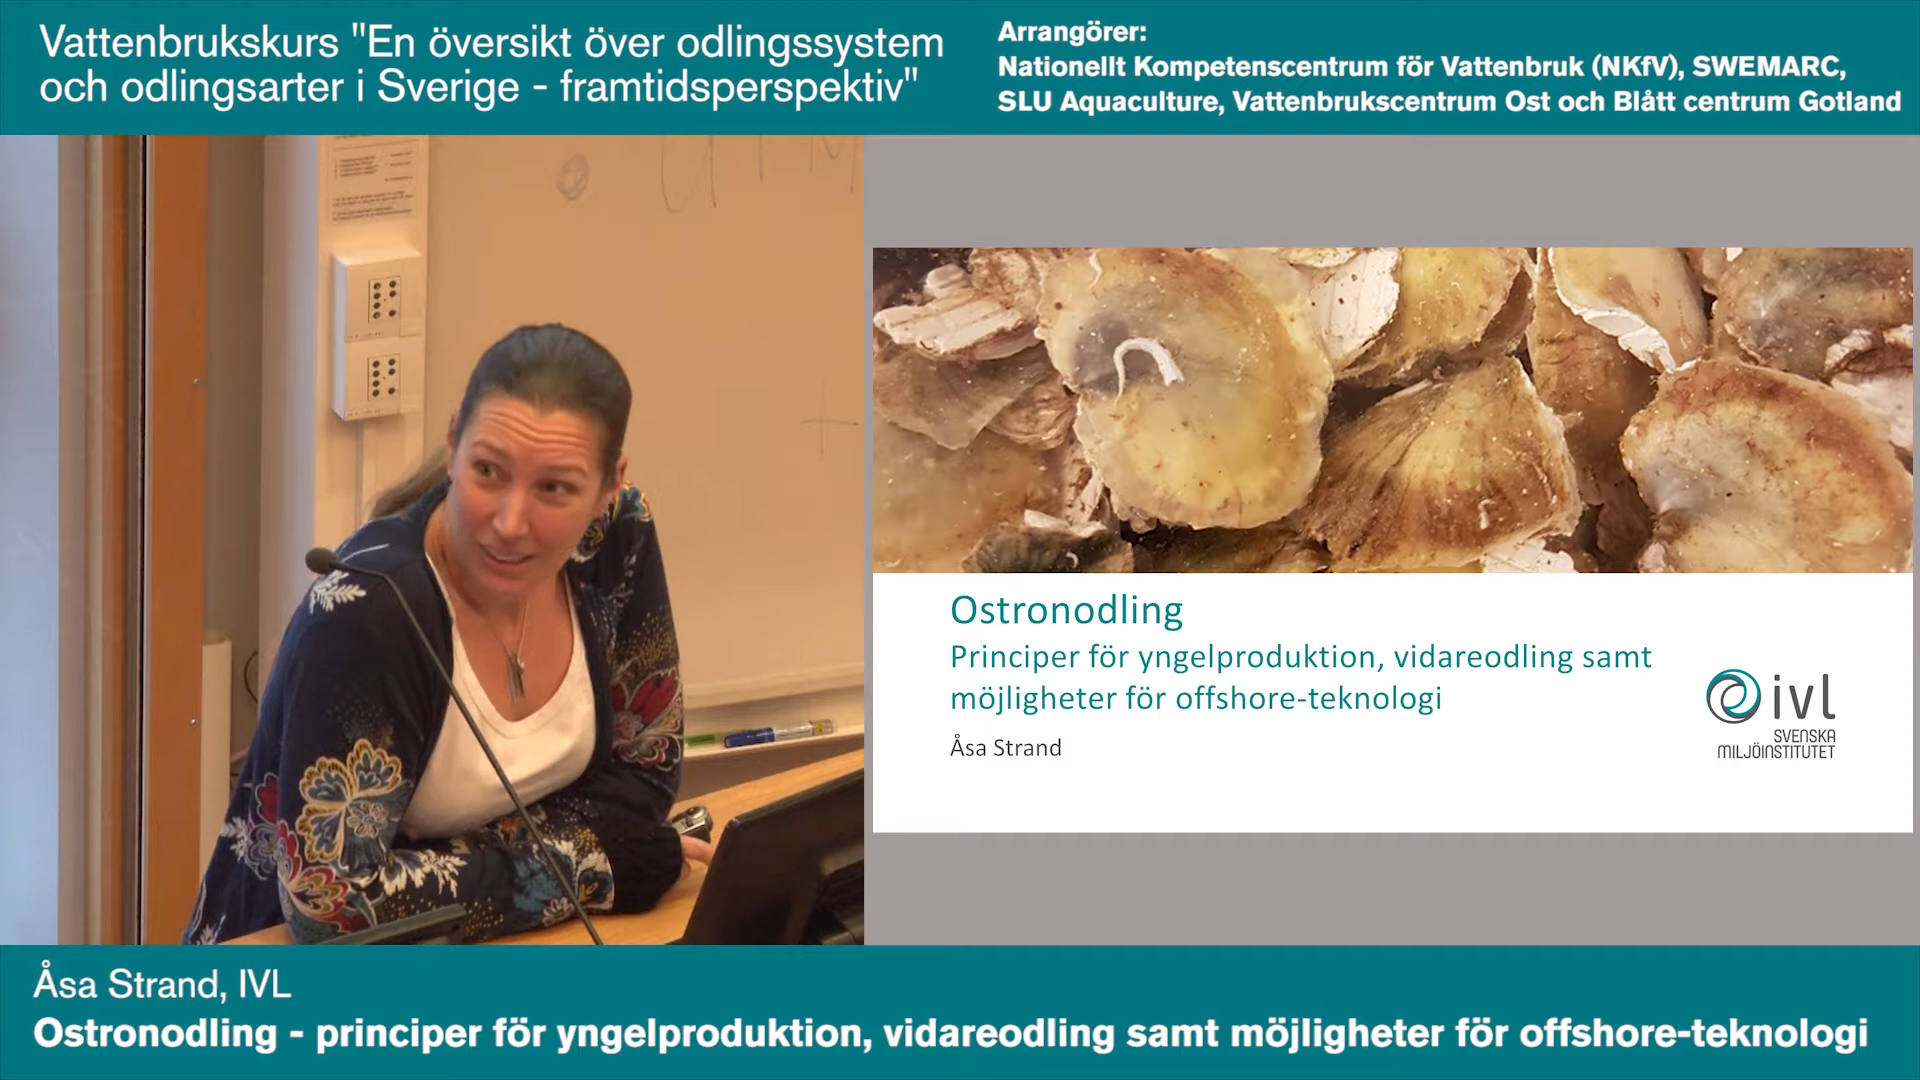 Vattenbrukskurs "En översikt över odlingssystem
och odlingsarter i Sverige - framtidsperspektiv"
Arrangörer:
Nationellt Kompetenscentrum för Vattenbruk (NKfV), SWEMARC,
SLU Aquaculture, Vattenbrukscentrum Ost och Blått centrum Gotland
Ostronodling
Principer för yngelproduktion, vidareodling samt
möjligheter för offshore-teknologi
Åsa Strand
ivl
SVENSKA
MILJÖINSTITUTET
Åsa Strand, IVL
Ostronodling - principer för yngelproduktion, vidareodling samt möjligheter för offshore-teknologi